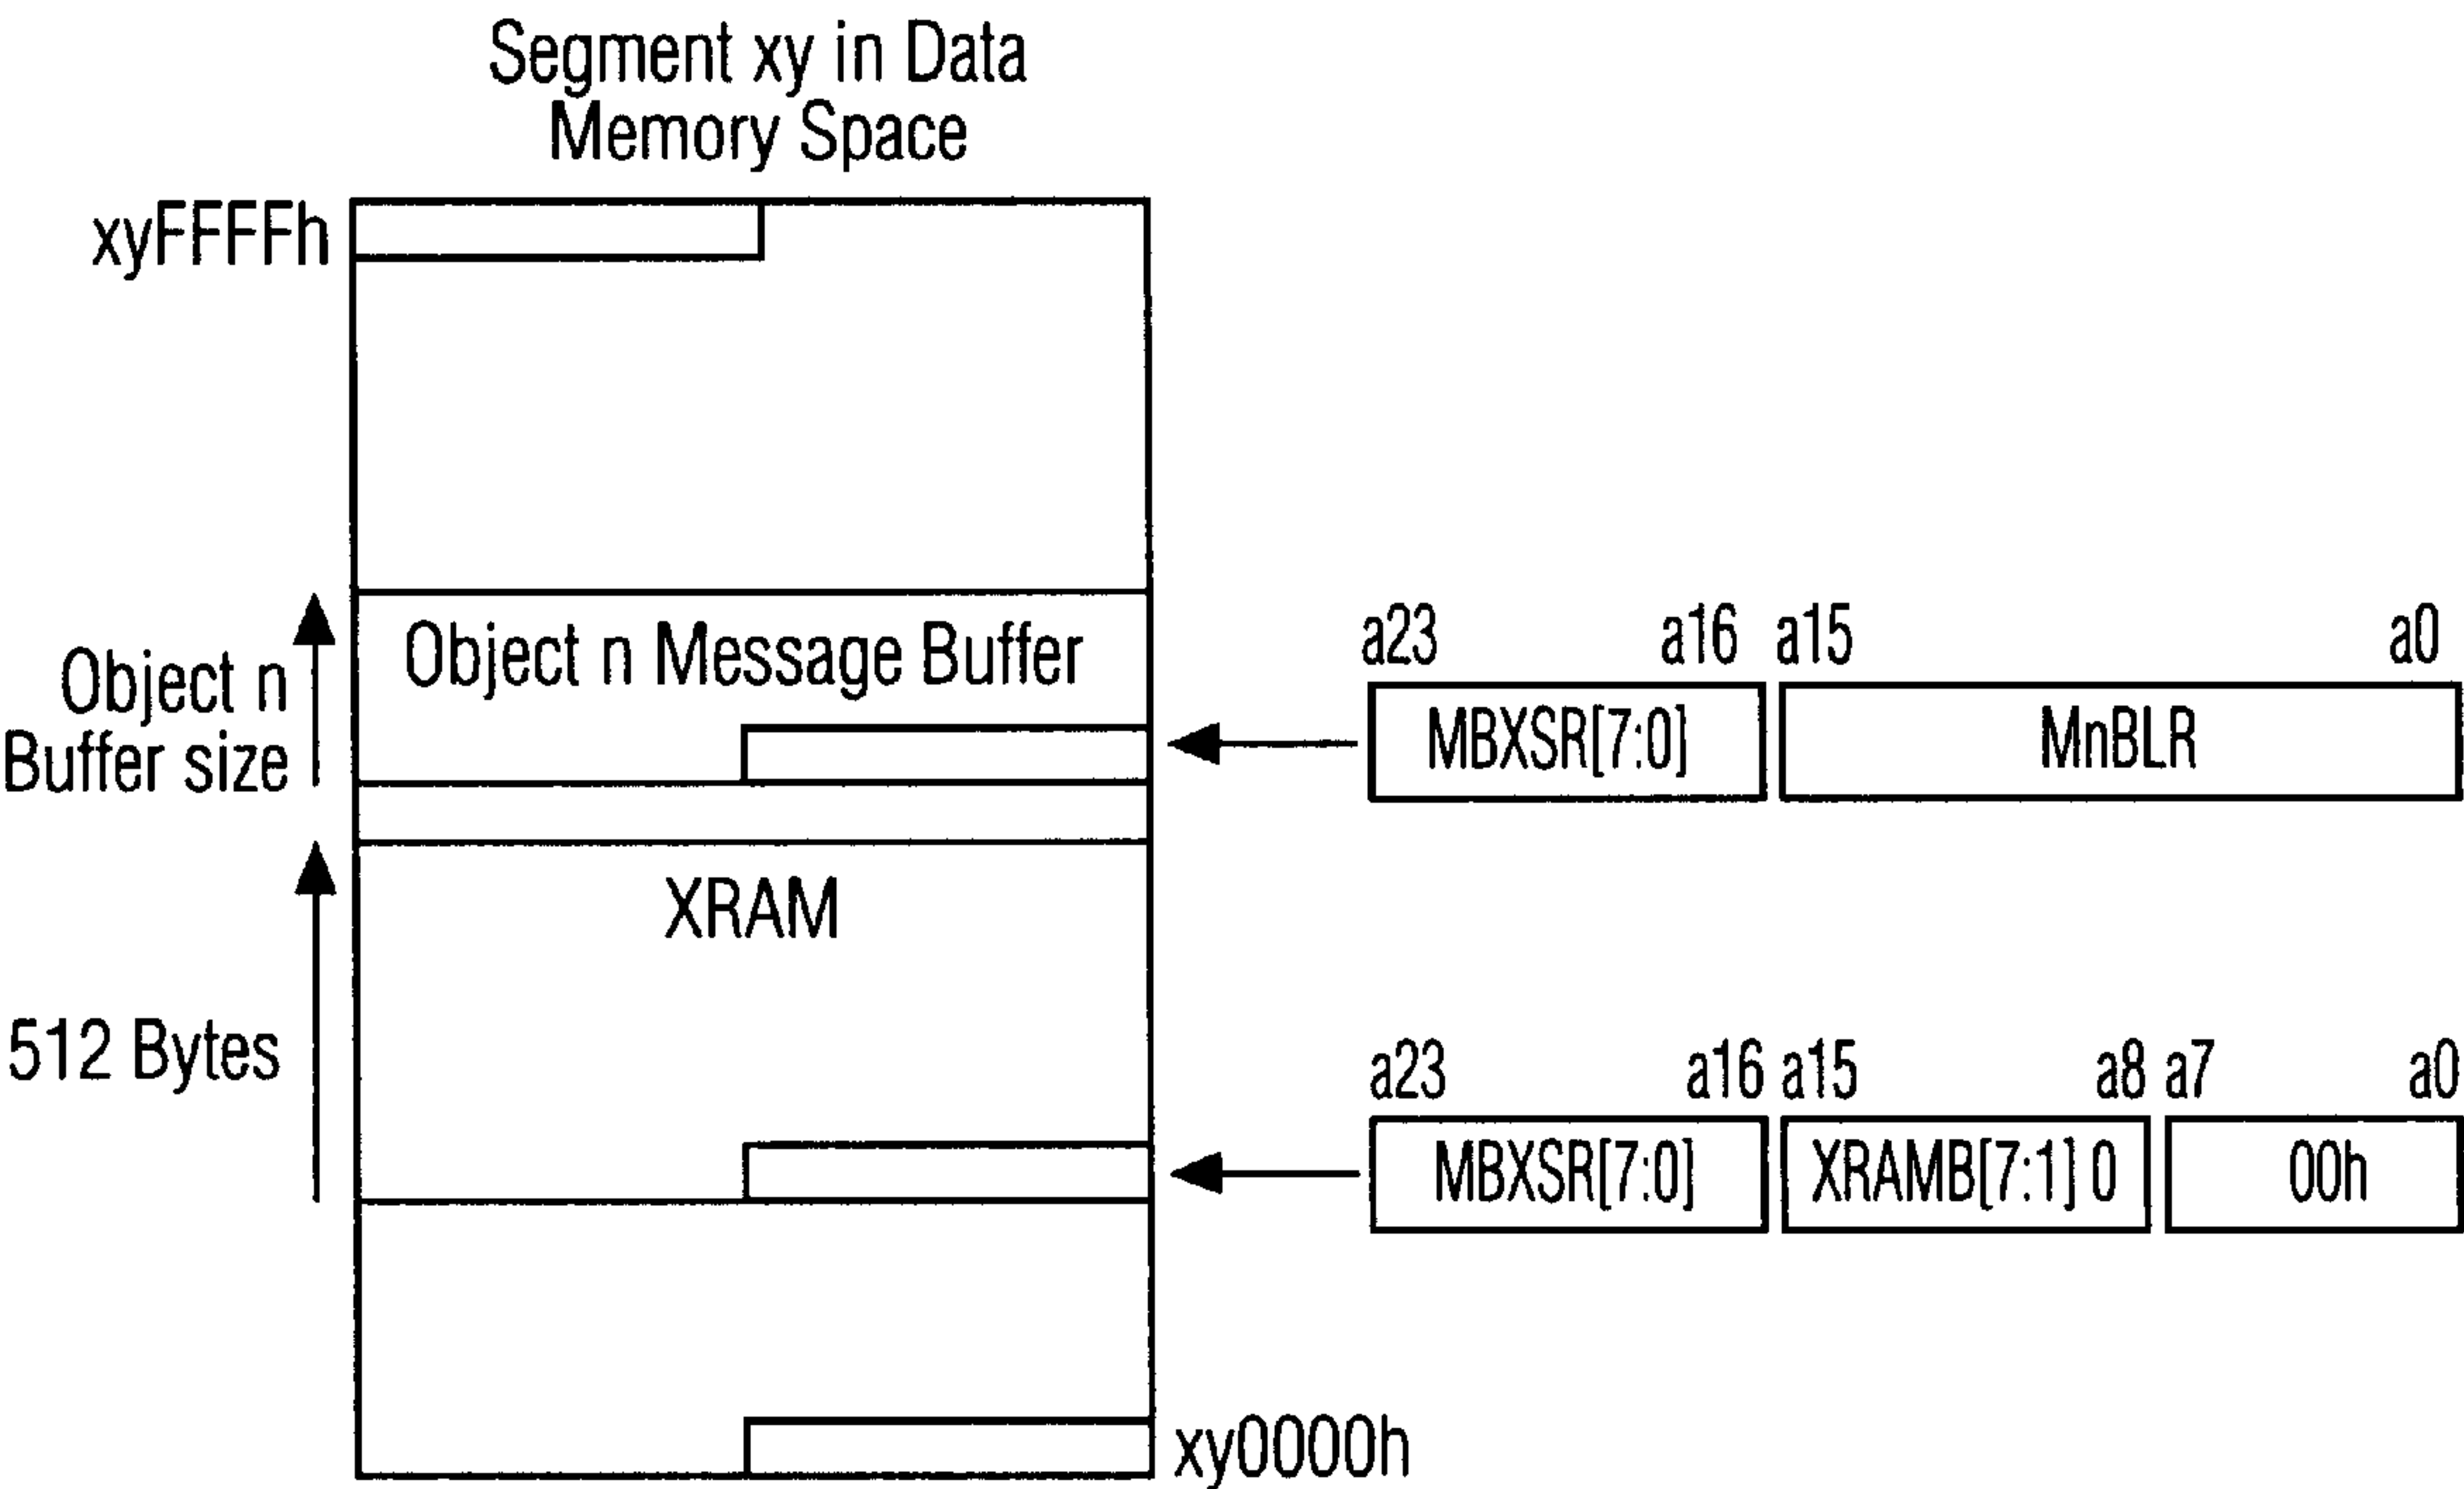 Segment xy in Data
Memory Space
xyFFFFh
Object n Message Buffer
Object n
Buffer size
a23 a16 a15 a0
MBXSR[7:0] MnBLR
XRAM
512 Bytes
a23 a16 a15 a8 a7 a0
MBXSR[7:0] XRAMB[7:1] 0 00h
xy0000h